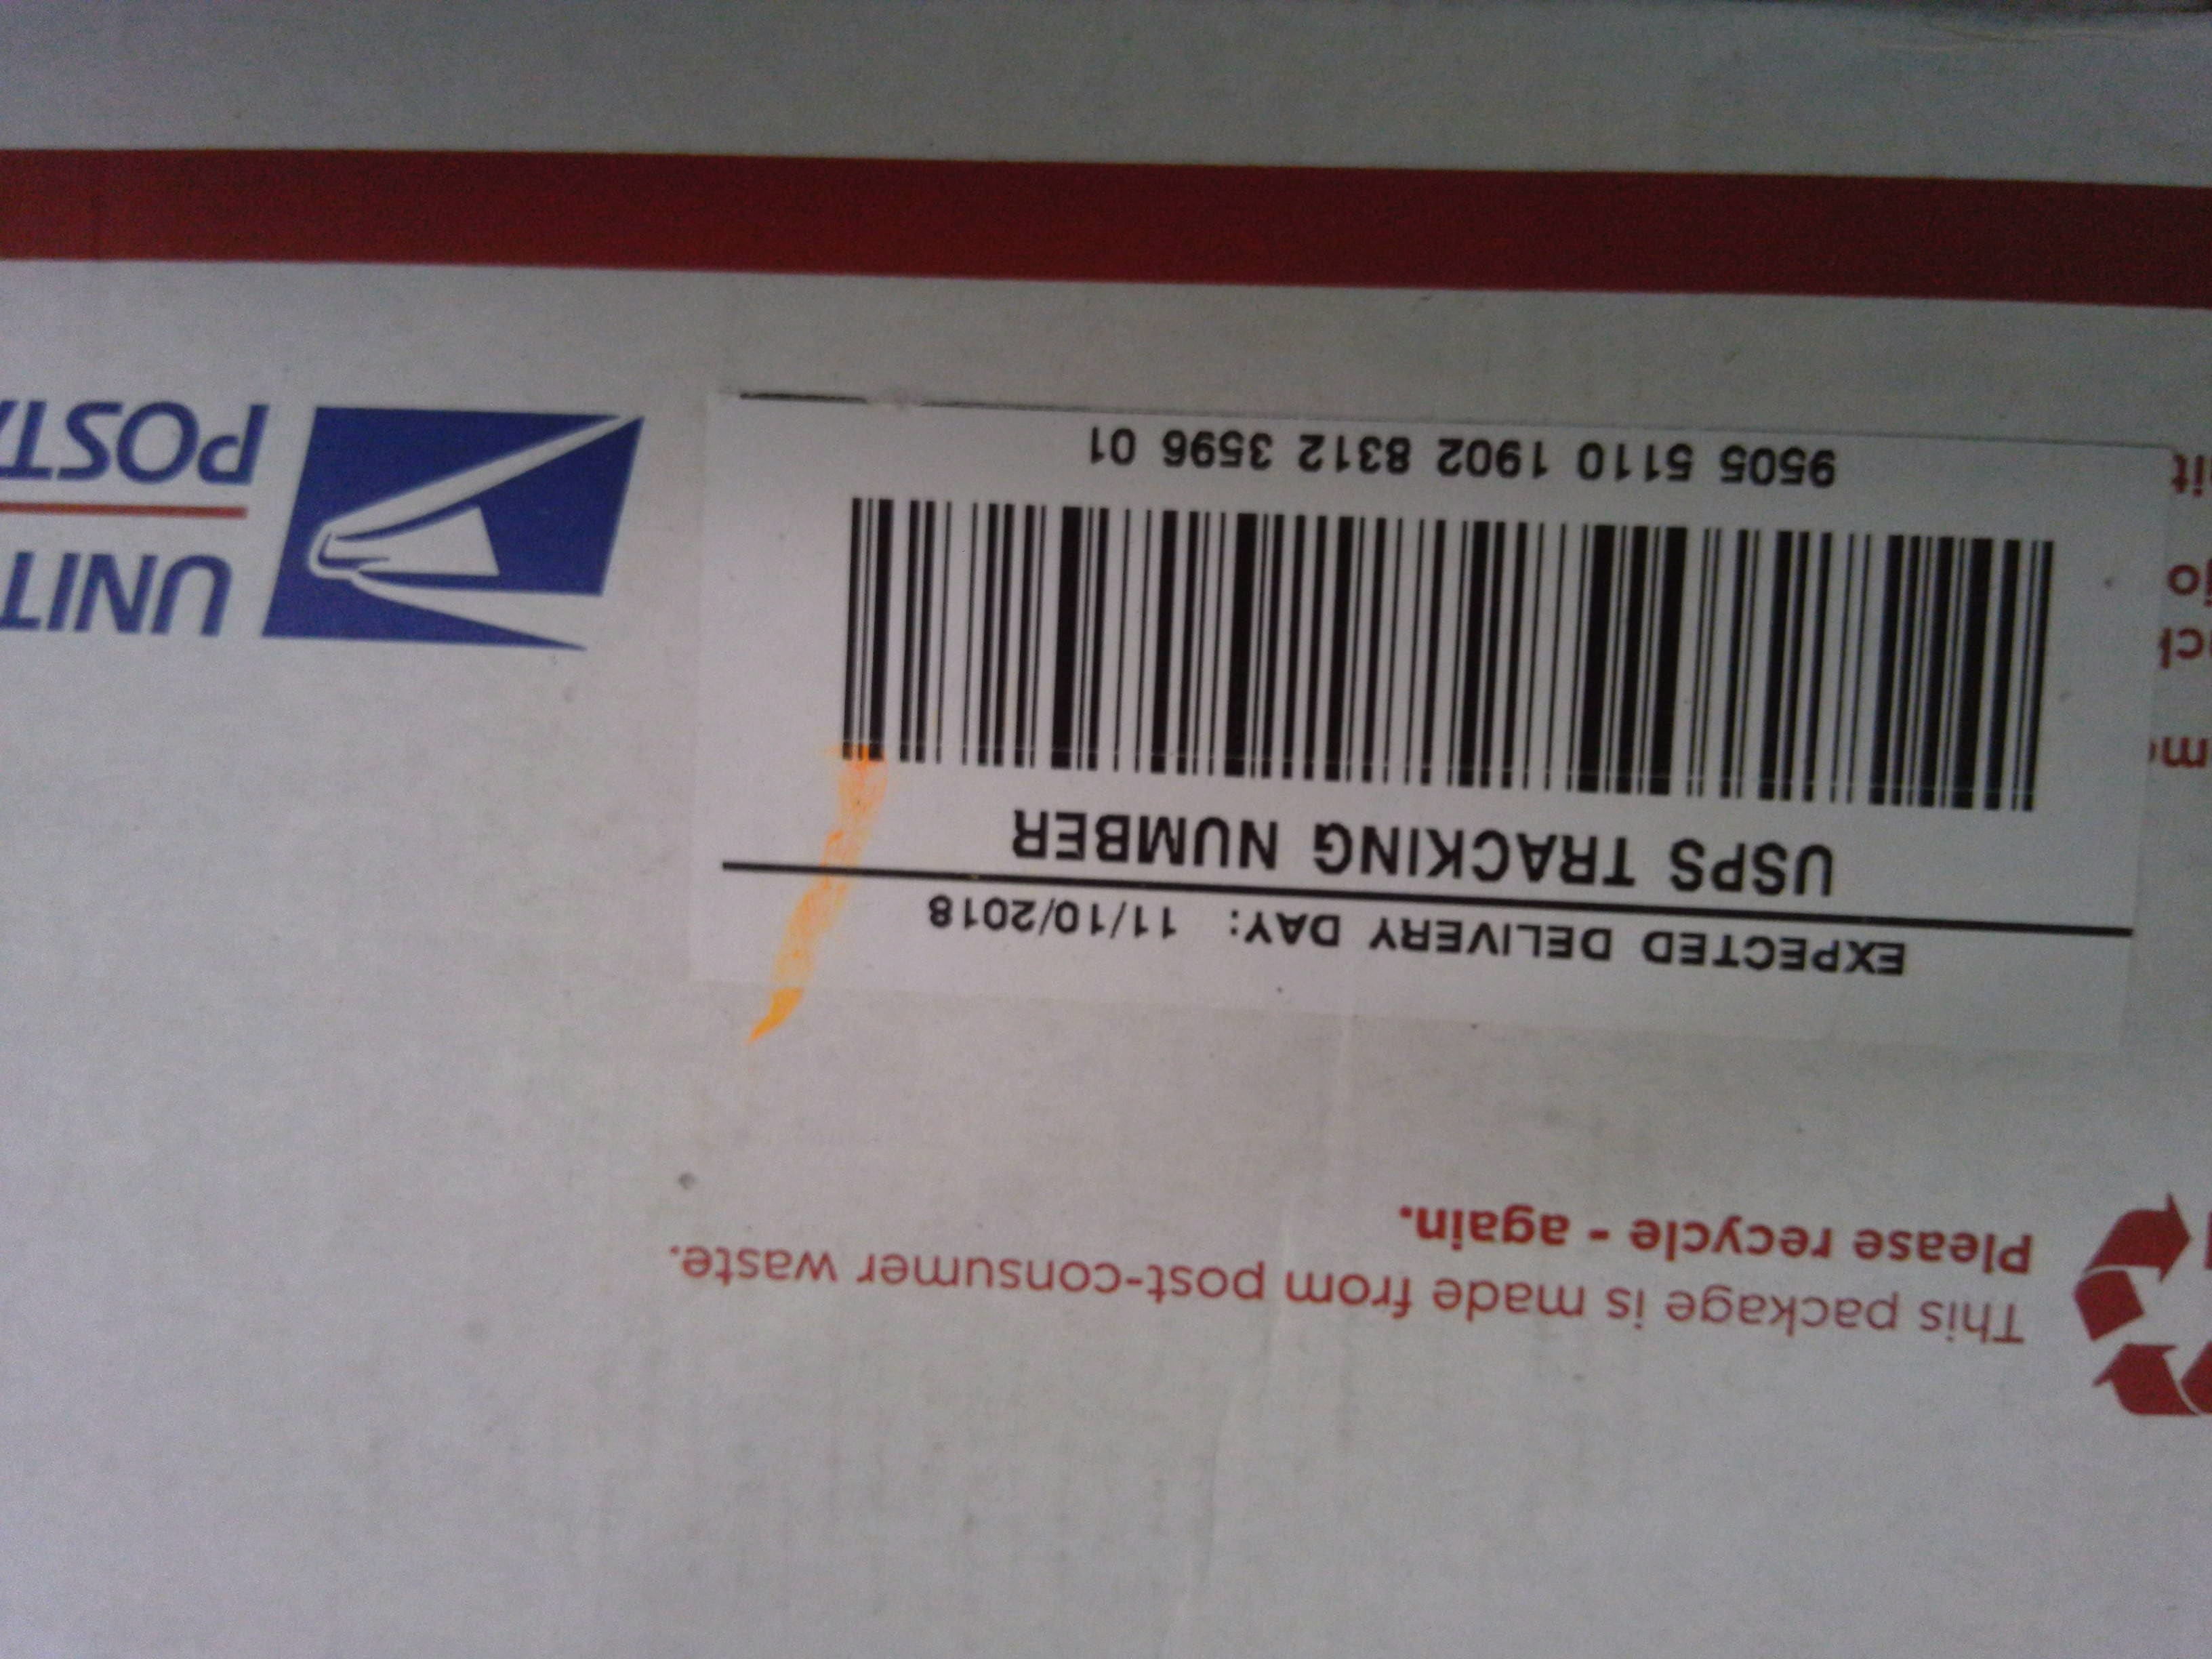 This package is made from post-consumer waste.
Please recycle - again.
EXPECTED DELIVERY DAY: 11/10/2018
USPS TRACKING NUMBER
9505 5110 1902 8312 3596 01
UNIT
POSTA